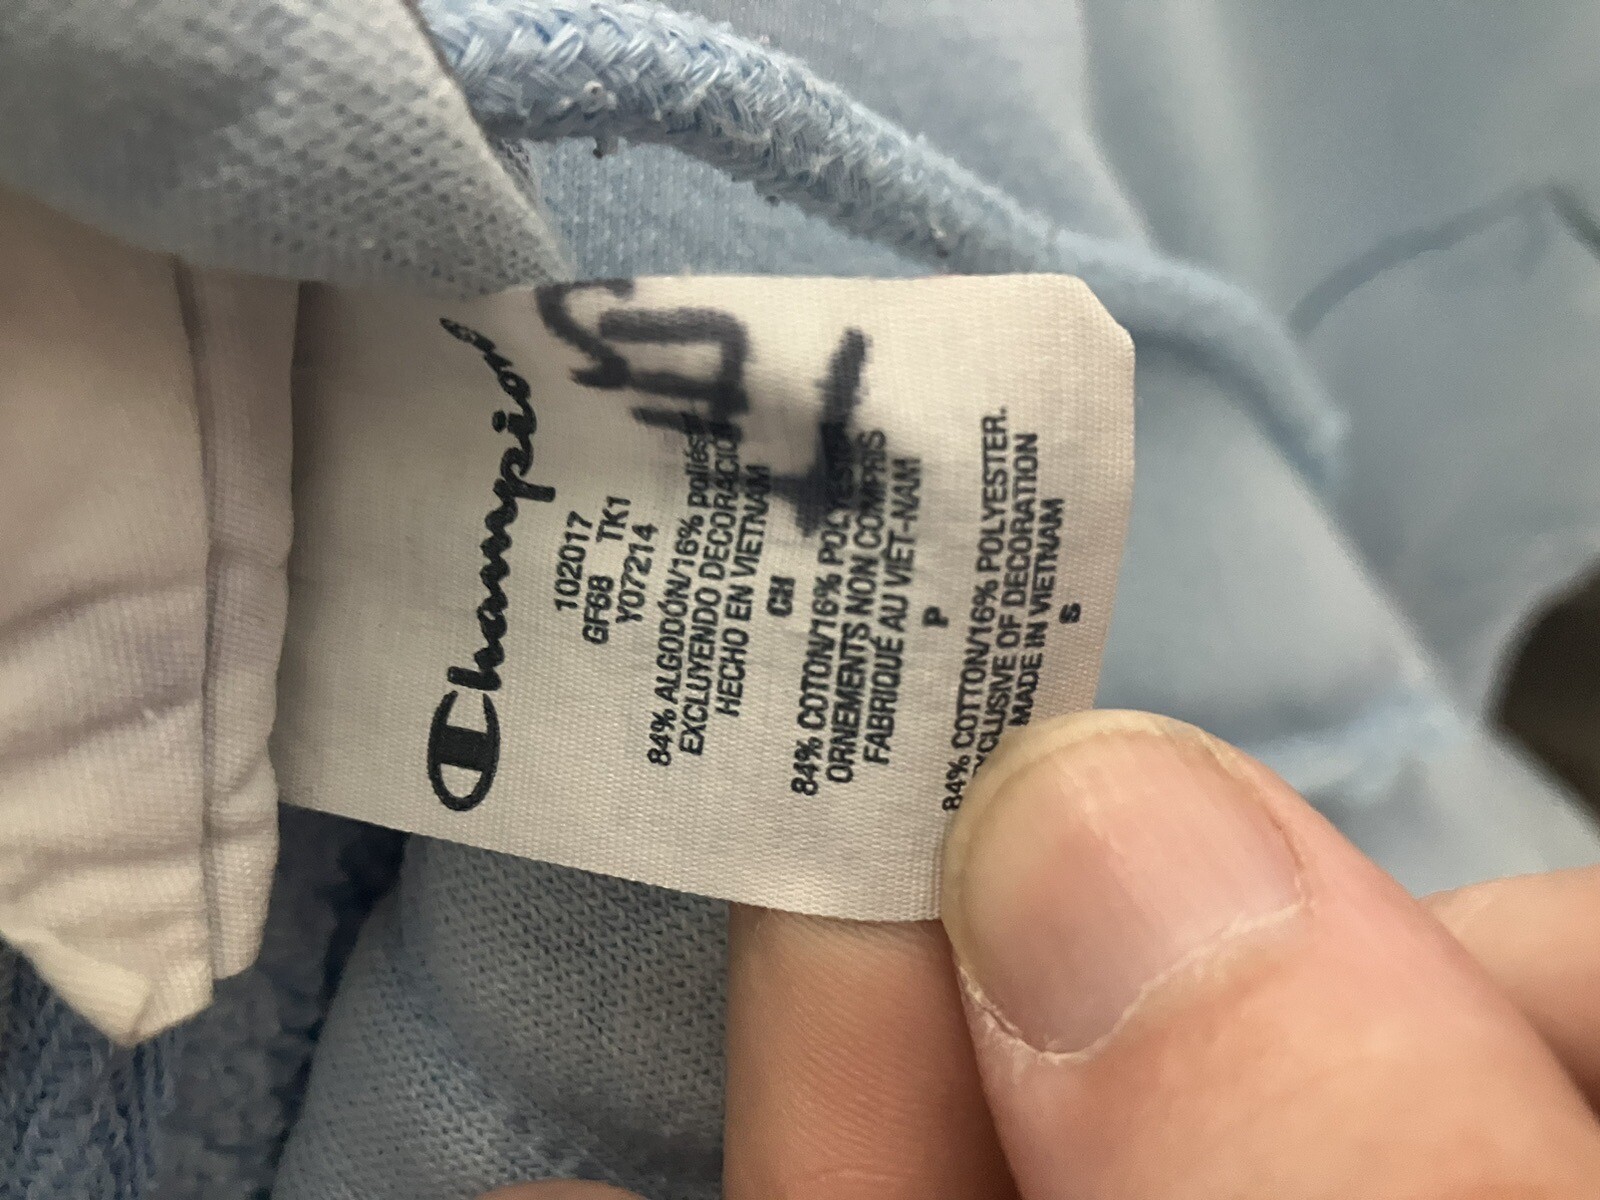 Champion
102017
GF68 TK1
Y07214
84% ALGODÓN/16% poliést
EXCLUYENDO DECORACIÓ
HECHO EN VIETNAM
CH
84% COTON/16% POLYESTER
ORNEMENTS NON COMPRIS
FABRIQUÉ AU VIÊT-NAM
P
84% COTTON/16% POLYESTER.
EXCLUSIVE OF DECORATION
MADE IN VIETNAM
S